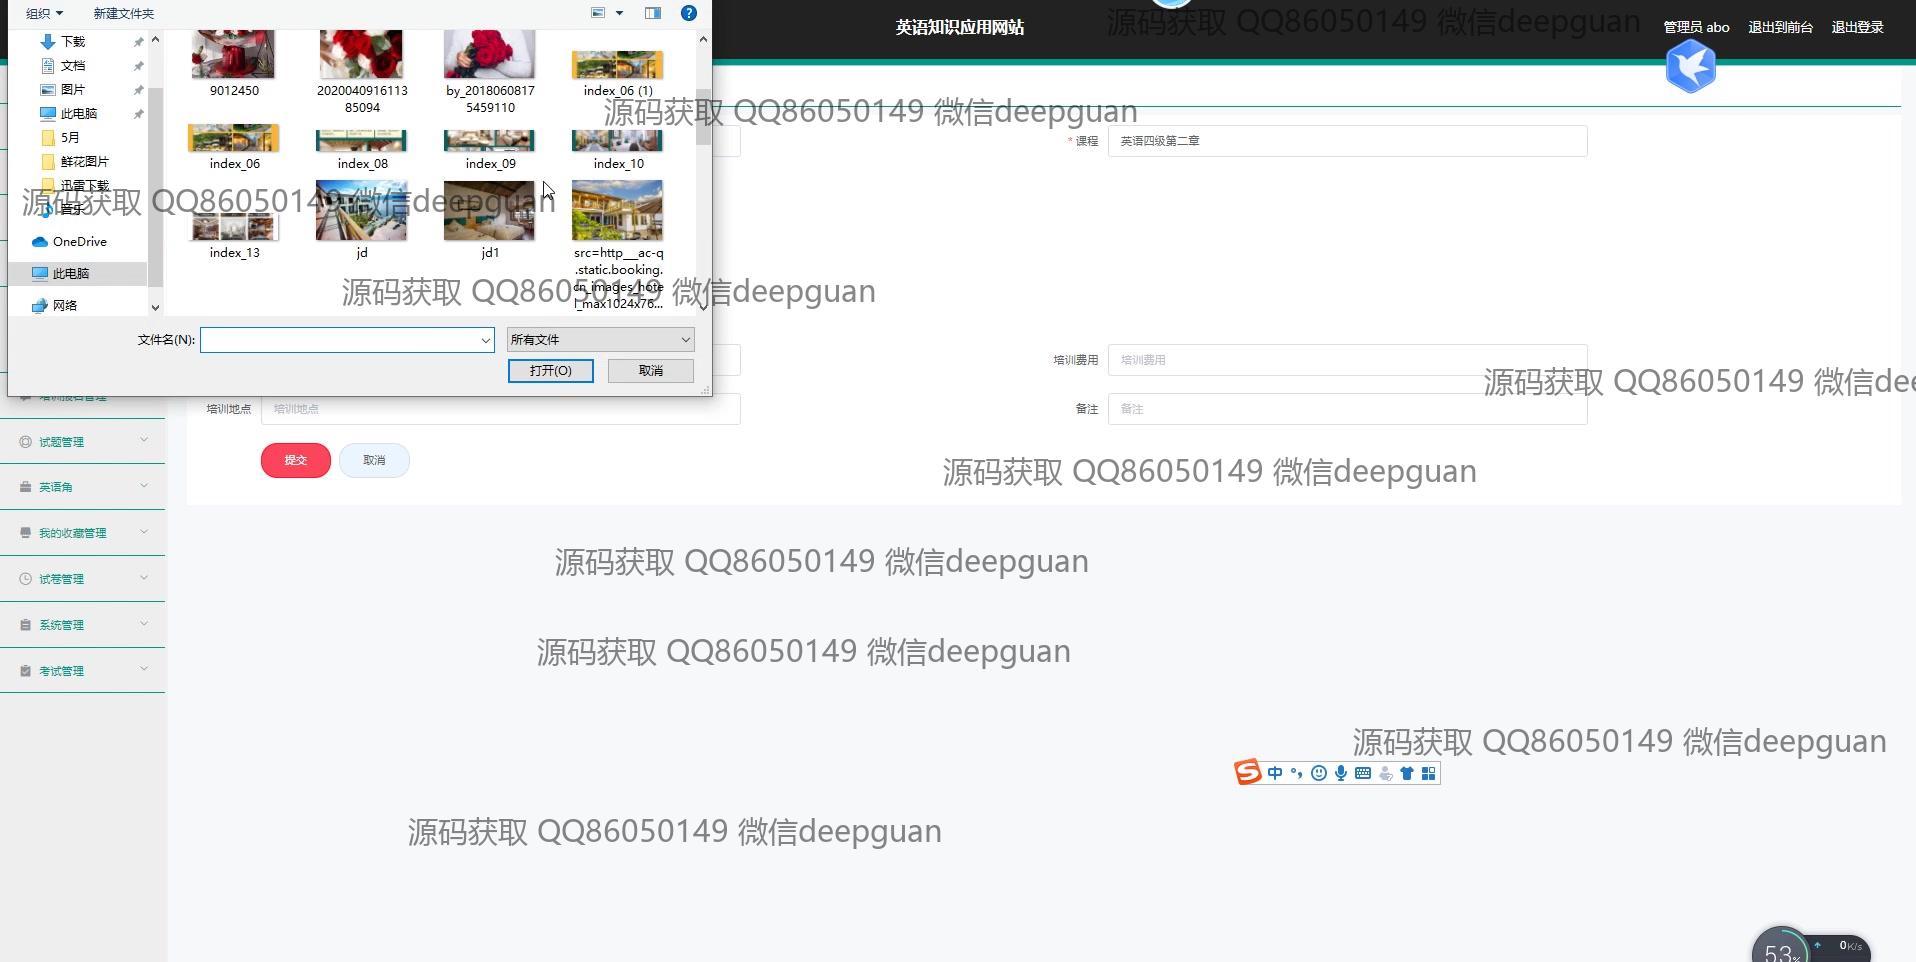 组织
新建文件夹
英语知识应用网站
源码获取 QQ86050149 微信deepguan
管理员 abo
退出到前台
退出登录
下载
文档
图片
此电脑
5月
鲜花图片
迅雷下载
音乐
OneDrive
此电脑
网络
9012450
2020040916113
85094
by_2018060817
5459110
index_06 (1)
源码获取 QQ86050149 微信deepguan
index_06
index_08
index_09
index_10
* 课程
英语四级第二章
源码获取 QQ86050149 微信deepguan
index_13
jd
jd1
src=http___ac-q
.static.booking.
cn_images_hote
l_max1024x76...
源码获取 QQ86050149 微信deepguan
文件名(N):
所有文件
打开(O)
取消
培训费用
培训费用
源码获取 QQ86050149 微信dee
培训报名管理
培训地点
培训地点
备注
备注
提交
取消
试题管理
英语角
我的收藏管理
试卷管理
系统管理
考试管理
源码获取 QQ86050149 微信deepguan
源码获取 QQ86050149 微信deepguan
源码获取 QQ86050149 微信deepguan
源码获取 QQ86050149 微信deepguan
中
源码获取 QQ86050149 微信deepguan
53%
0K/s